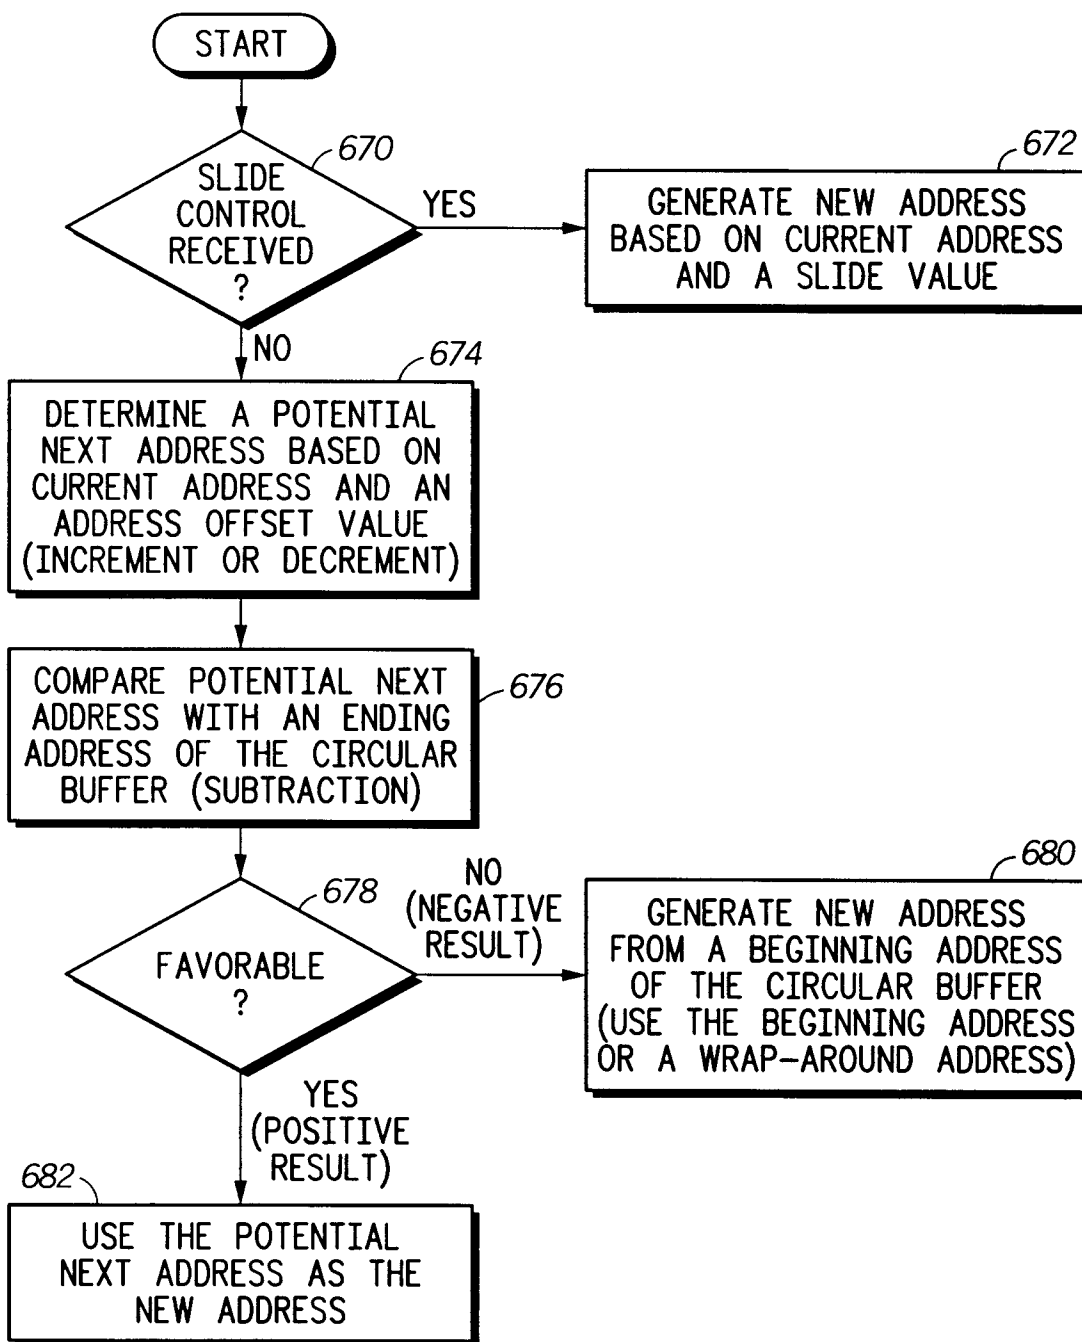 START
670
SLIDE
CONTROL
RECEIVED
?
YES
672
GENERATE NEW ADDRESS
BASED ON CURRENT ADDRESS
AND A SLIDE VALUE
NO
674
DETERMINE A POTENTIAL
NEXT ADDRESS BASED ON
CURRENT ADDRESS AND AN
ADDRESS OFFSET VALUE
(INCREMENT OR DECREMENT)
676
COMPARE POTENTIAL NEXT
ADDRESS WITH AN ENDING
ADDRESS OF THE CIRCULAR
BUFFER (SUBTRACTION)
678
FAVORABLE
?
NO
(NEGATIVE
RESULT)
680
GENERATE NEW ADDRESS
FROM A BEGINNING ADDRESS
OF THE CIRCULAR BUFFER
(USE THE BEGINNING ADDRESS
OR A WRAP-AROUND ADDRESS)
YES
(POSITIVE
RESULT)
682
USE THE POTENTIAL
NEXT ADDRESS AS THE
NEW ADDRESS